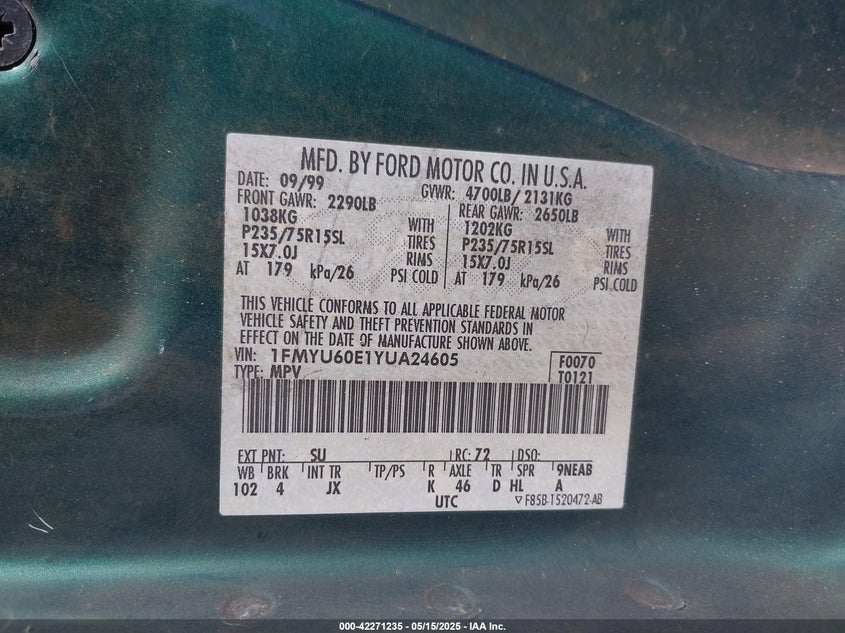 MFD. BY FORD MOTOR CO. IN U.S.A.
DATE: 09/99 GVWR: 4700LB/ 2131KG
FRONT GAWR: 2290LB REAR GAWR: 2650LB
1038KG WITH 1202KG WITH
P235/75R15SL TIRES P235/75R15SL TIRES
15X7.0J RIMS 15X7.0J RIMS
AT 179 kPa/26 PSI COLD AT 179 kPa/26 PSI COLD
THIS VEHICLE CONFORMS TO ALL APPLICABLE FEDERAL MOTOR
VEHICLE SAFETY AND THEFT PREVENTION STANDARDS IN
EFFECT ON THE DATE OF MANUFACTURE SHOWN ABOVE.
VIN: 1FMYU60E1YUA24605 F0070
TYPE: MPV T0121
EXT PNT: SU RC: 72 DSO:
WB BRK INT TR TP/PS R AXLE TR SPR 9NEAB
102 4 JX K 46 D HL A
UTC F85B-1520472-AB
000-42271235 - 05/15/2025 - IAA Inc.